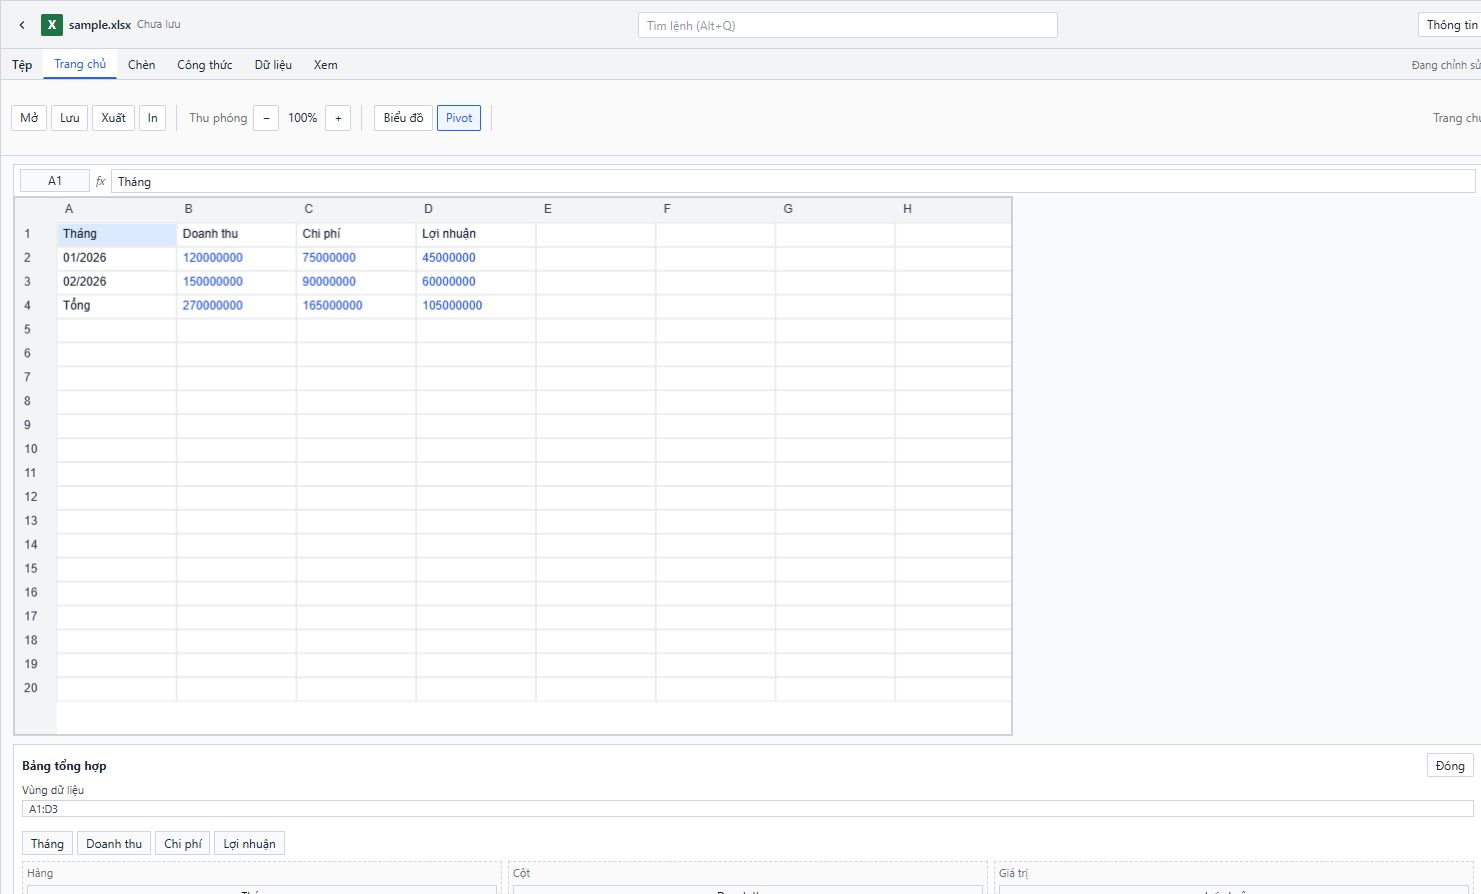 sample.xlsx Chưa lưu
Tìm lệnh (Alt+Q)
Thông tin
Tệp Trang chủ Chèn Công thức Dữ liệu Xem
Đang chỉnh
Mở Lưu Xuất In Thu phóng − 100% + Biểu đồ Pivot
Trang
A1 fx Tháng
A B C D E F G H
1 Tháng Doanh thu Chi phí Lợi nhuận
2 01/2026 120000000 75000000 45000000
3 02/2026 150000000 90000000 60000000
4 Tổng 270000000 165000000 105000000
5
6
7
8
9
10
11
12
13
14
15
16
17
18
19
20
Bảng tổng hợp Đóng
Vùng dữ liệu
A1:D3
Tháng Doanh thu Chi phí Lợi nhuận
Hàng Cột Giá trị